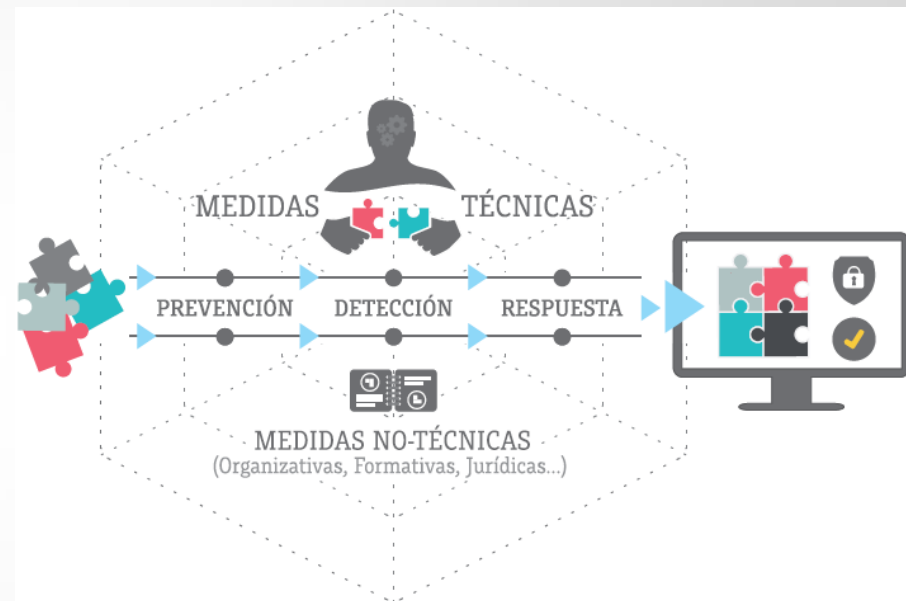 MEDIDAS TÉCNICAS
PREVENCIÓN DETECCIÓN RESPUESTA
MEDIDAS NO-TÉCNICAS
(Organizativas, Formativas, Jurídicas...)